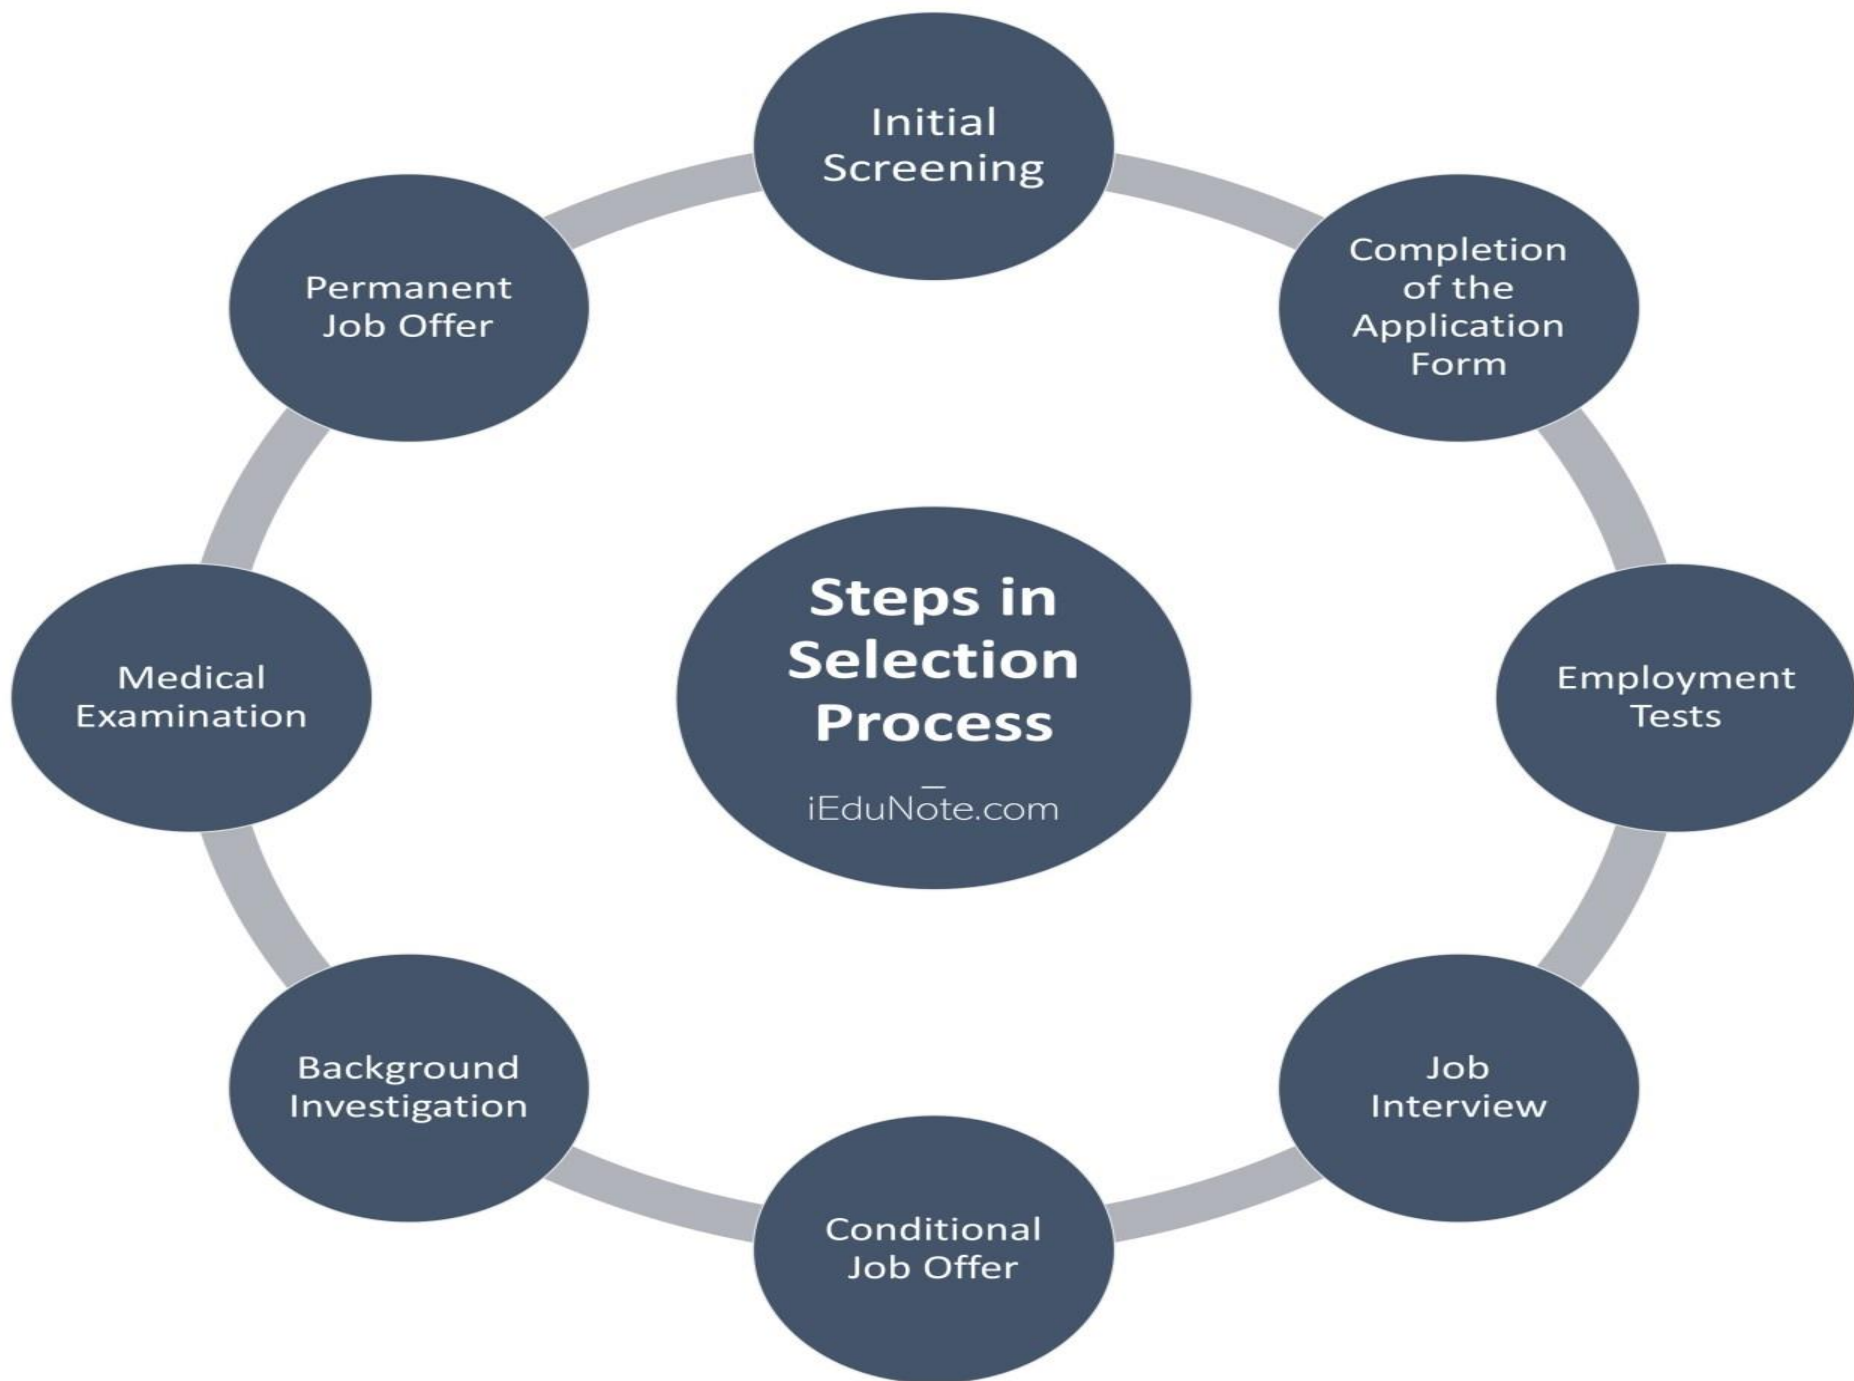 Initial
Screening
Completion
of the
Application
Form
Employment
Tests
Job
Interview
Conditional
Job Offer
Background
Investigation
Medical
Examination
Permanent
Job Offer
Steps in
Selection
Process
–
iEduNote.com